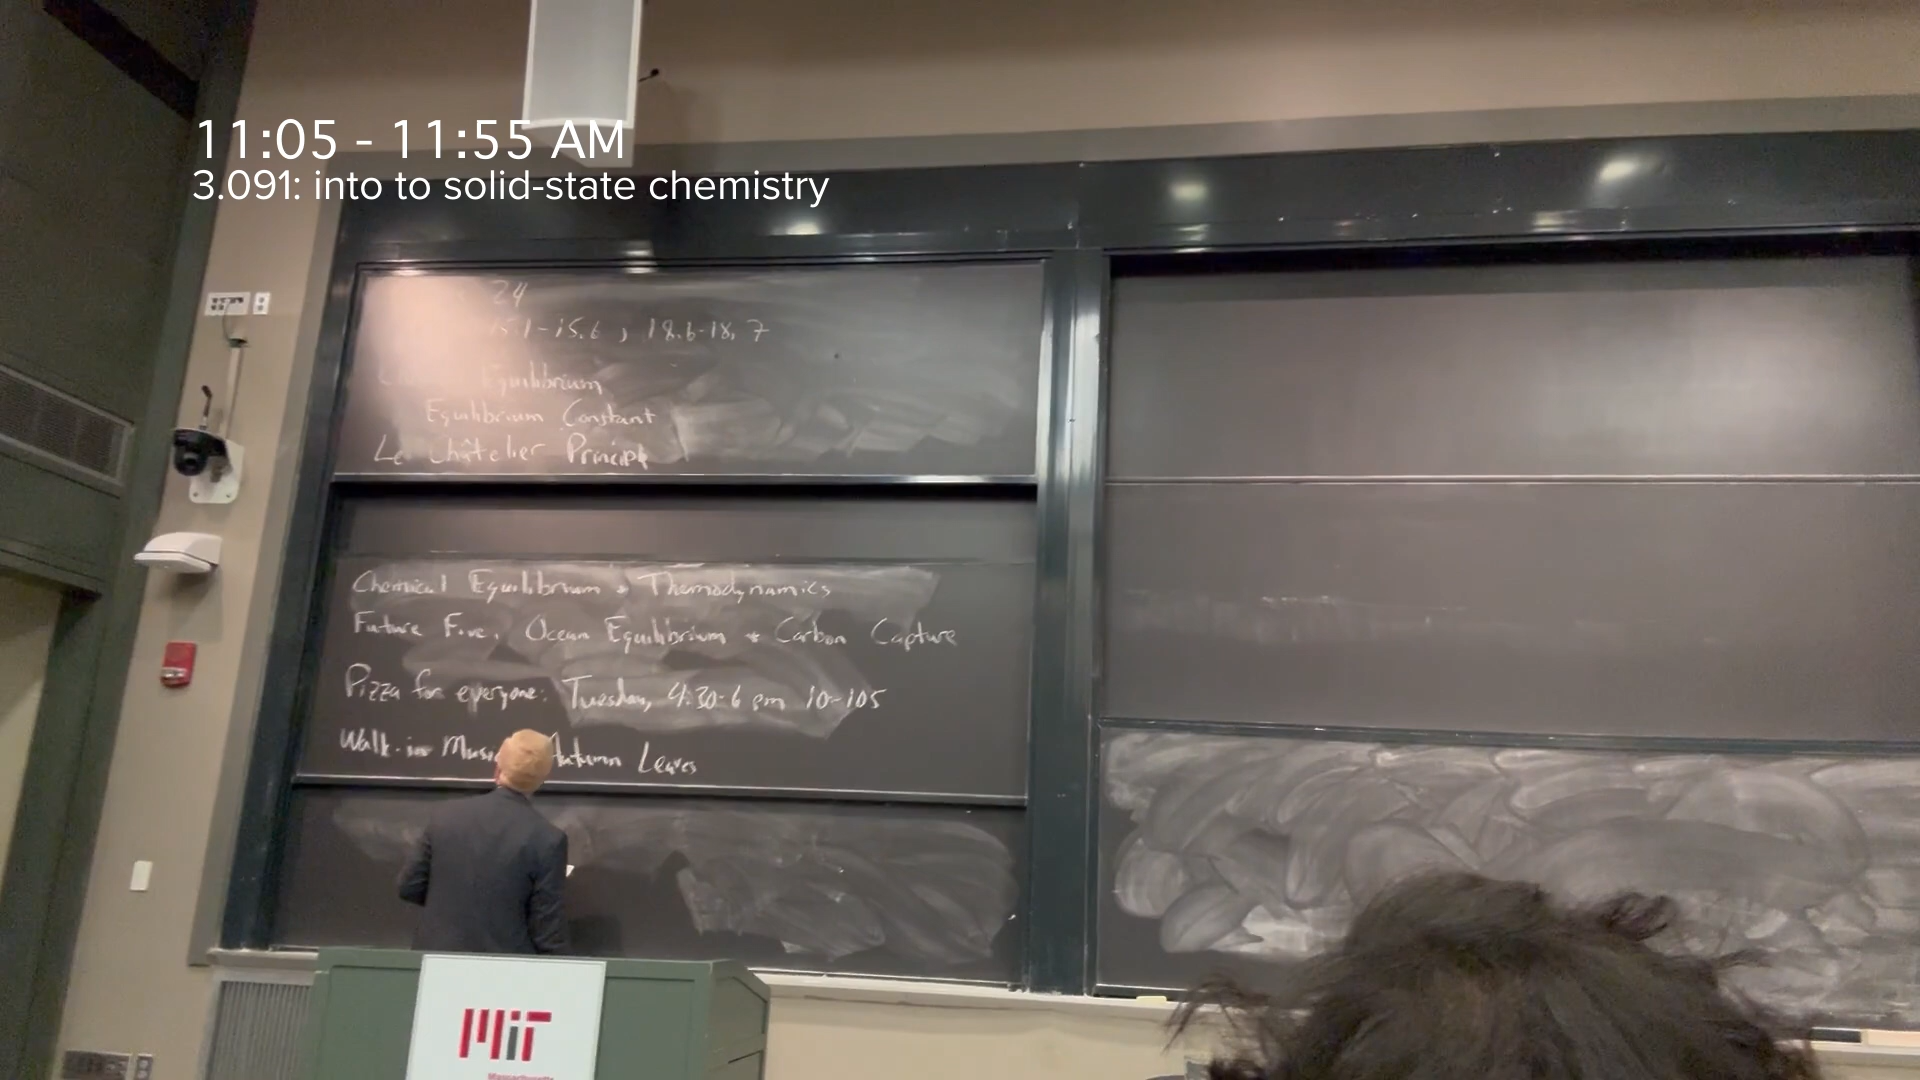 11:05 - 11:55 AM
3.091: into to solid-state chemistry
24
15.1-15.6, 18.6-18.7
Equilibrium
Equilibrium Constant
Le Châtelier Principle
Chemical Equilibrium + Thermodynamics
Future Five: Ocean Equilibrium + Carbon Capture
Pizza for everyone: Tuesday, 4:30-6 pm 10-105
Walk-in Music Autumn Leaves
MIT
Massachusetts